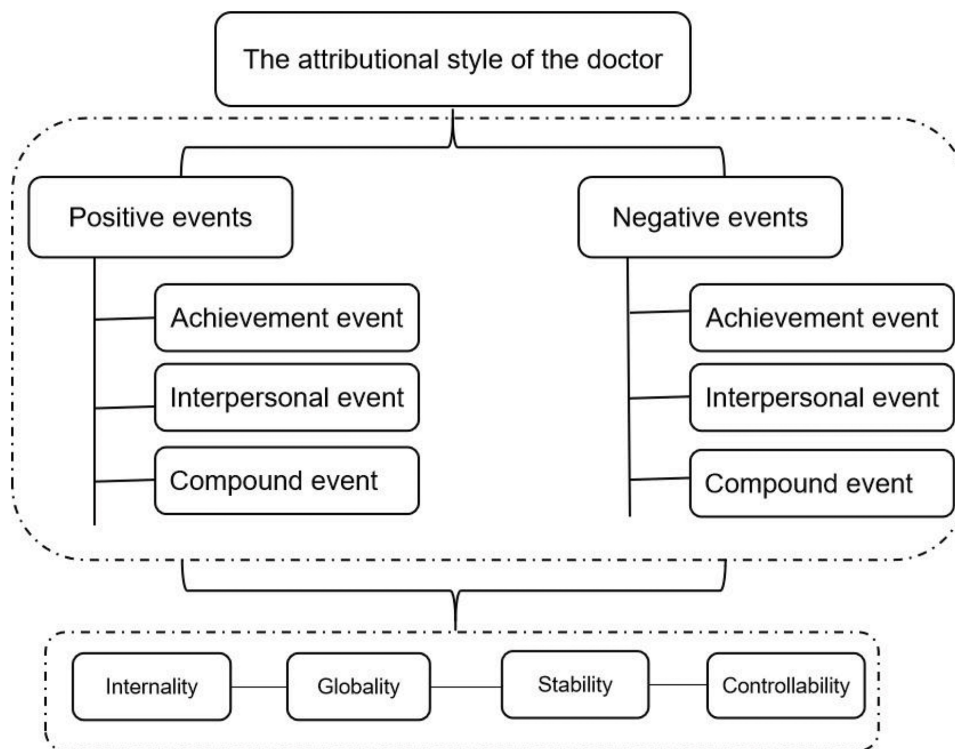 The attributional style of the doctor
Positive events
Negative events
Achievement event
Achievement event
Interpersonal event
Interpersonal event
Compound event
Compound event
Internality
Globality
Stability
Controllability